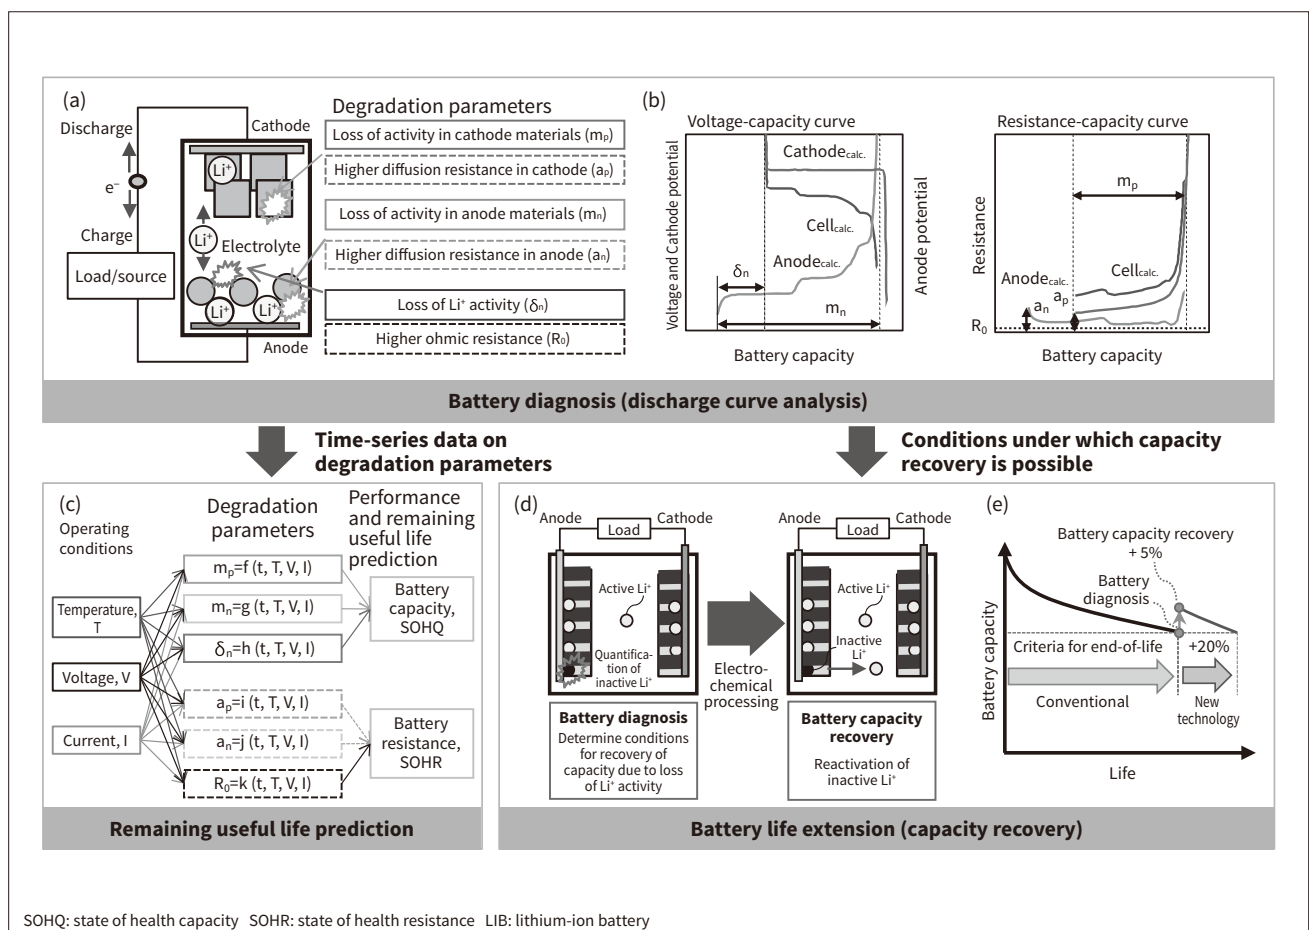 (a)
Discharge
Cathode
Li⁺
e⁻
Charge
Li⁺
Electrolyte
Load/source
Li⁺
Li⁺
Anode
Degradation parameters
Loss of activity in cathode materials (mₚ)
Higher diffusion resistance in cathode (aₚ)
Loss of activity in anode materials (mₙ)
Higher diffusion resistance in anode (aₙ)
Loss of Li⁺ activity (δₙ)
Higher ohmic resistance (R₀)
(b)
Voltage-capacity curve
Voltage and Cathode potential
Cathode calc.
Cell calc.
Anode calc.
δₙ
mₙ
Anode potential
Battery capacity
Resistance-capacity curve
Resistance
mₚ
Anode calc.
Cell calc.
aₚ
aₙ
R₀
Battery capacity
Battery diagnosis (discharge curve analysis)
Time-series data on
degradation parameters
Conditions under which capacity
recovery is possible
(c)
Operating
conditions
Temperature,
T
Voltage, V
Current, I
Degradation
parameters
mₚ=f (t, T, V, I)
mₙ=g (t, T, V, I)
δₙ=h (t, T, V, I)
aₚ=i (t, T, V, I)
aₙ=j (t, T, V, I)
R₀=k (t, T, V, I)
Performance
and remaining
useful life
prediction
Battery
capacity,
SOHQ
Battery
resistance,
SOHR
Remaining useful life prediction
(d)
Anode
Cathode
Load
Active Li⁺
Quantifica-
tion of
inactive Li⁺
Battery diagnosis
Determine conditions
for recovery of
capacity due to loss
of Li⁺ activity
Electro-
chemical
processing
Anode
Cathode
Load
Active Li⁺
Inactive
Li⁺
Battery capacity
recovery
Reactivation of
inactive Li⁺
(e)
Battery capacity recovery
+ 5%
Battery
diagnosis
Battery capacity
Criteria for end-of-life
+20%
Conventional
New
technology
Life
Battery life extension (capacity recovery)
SOHQ: state of health capacity SOHR: state of health resistance LIB: lithium-ion battery